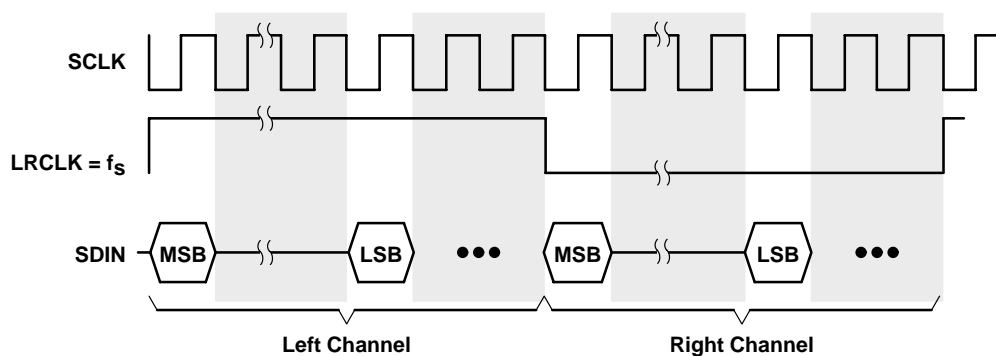 SCLK
LRCLK = fS
SDIN
MSB
LSB
MSB
LSB
Left Channel
Right Channel